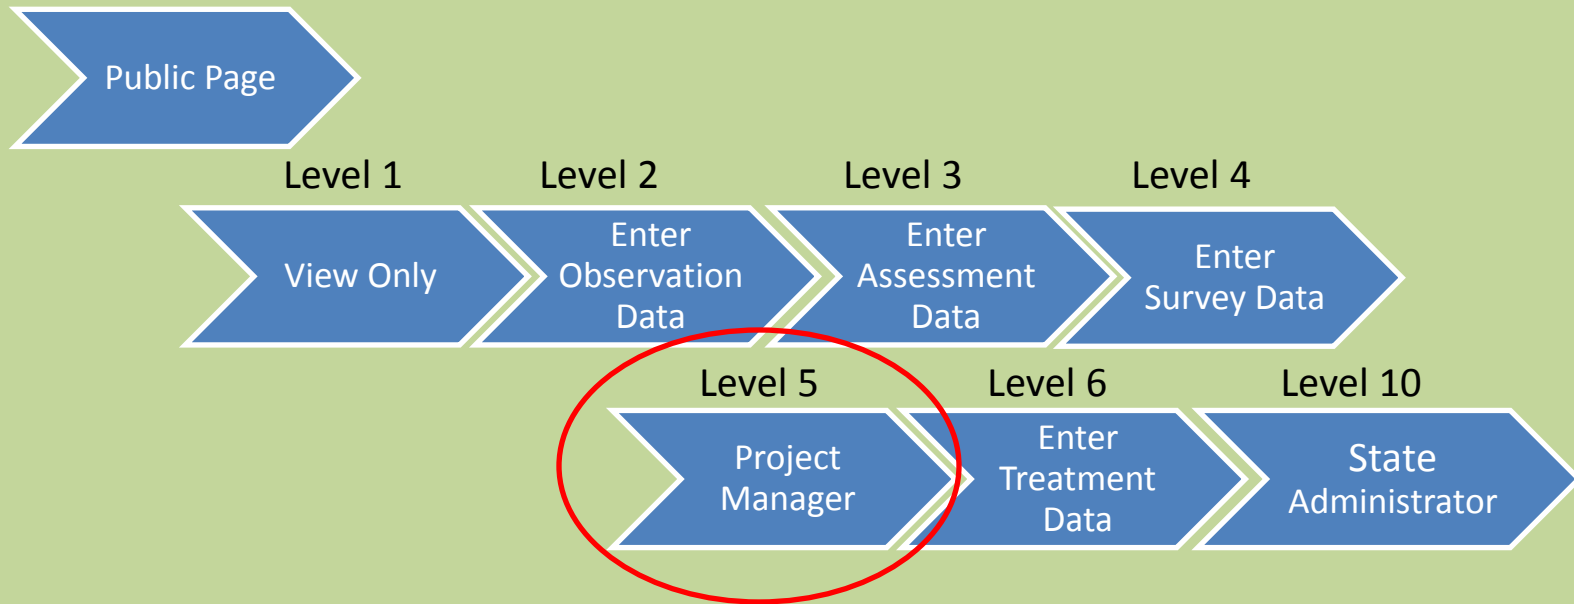 Public Page
Level 1
Level 2
Level 3
Level 4
View Only
Enter
Observation
Data
Enter
Assessment
Data
Enter
Survey Data
Level 5
Level 6
Level 10
Project
Manager
Enter
Treatment
Data
State
Administrator